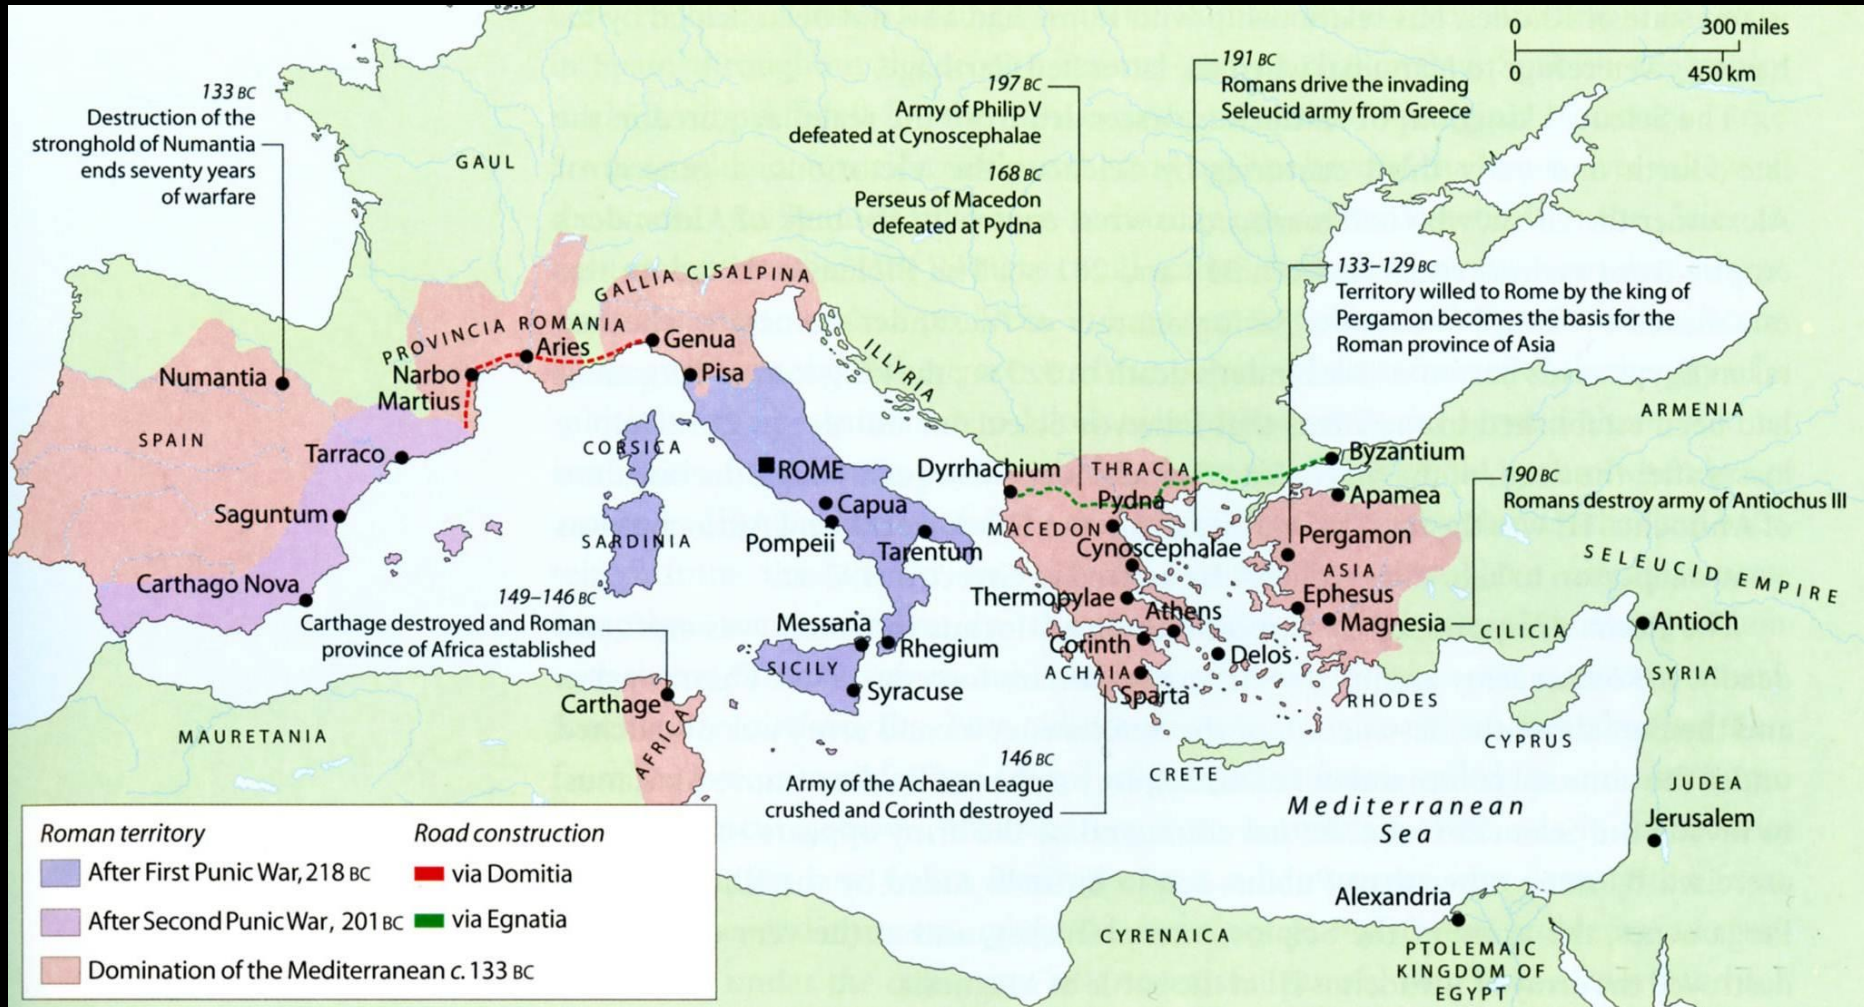 0 300 miles
0 450 km
133 BC
Destruction of the
stronghold of Numantia
ends seventy years
of warfare
GAUL
197 BC
Army of Philip V
defeated at Cynoscephalae
168 BC
Perseus of Macedon
defeated at Pydna
191 BC
Romans drive the invading
Seleucid army from Greece
133–129 BC
Territory willed to Rome by the king of
Pergamon becomes the basis for the
Roman province of Asia
GALLIA CISALPINA
PROVINCIA ROMANIA
Aries
Genua
Pisa
ILLYRIA
Numantia
Narbo
Martius
SPAIN
Tarraco
CORSICA
ROME
Dyrrhachium
THRACIA
Byzantium
ARMENIA
190 BC
Romans destroy army of Antiochus III
Saguntum
Capua
Pydna
Apamea
SARDINIA
Pompeii
Tarentum
MACEDON
Cynoscephalae
Pergamon
ASIA
SELEUCID EMPIRE
Carthago Nova
149–146 BC
Carthage destroyed and Roman
province of Africa established
Thermopylae
Ephesus
Messana
Athens
Magnesia
CILICIA
Antioch
Rhegium
Corinth
Delos
SICILY
ACHAIA
SYRIA
Syracuse
Sparta
RHODES
Carthage
MAURETANIA
AFRICA
CYPRUS
146 BC
Army of the Achaean League
crushed and Corinth destroyed
CRETE
Mediterranean
Sea
JUDEA
Jerusalem
Alexandria
CYRENAICA
PTOLEMAIC
KINGDOM OF
EGYPT
Roman territory
After First Punic War, 218 BC
After Second Punic War, 201 BC
Domination of the Mediterranean c. 133 BC
Road construction
via Domitia
via Egnatia